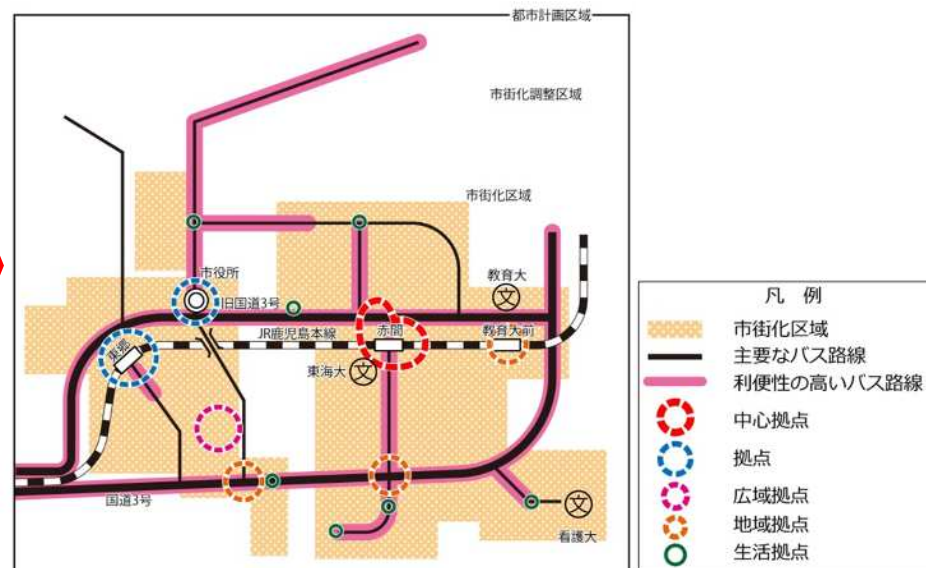 都市計画区域
市街化調整区域
市街化区域
市役所
教育大
文
旧国道3号
JR鹿児島本線
赤間
教育大前
東郷
東海大
文
国道3号
文
看護大
凡 例
市街化区域
主要なバス路線
利便性の高いバス路線
中心拠点
拠点
広域拠点
地域拠点
生活拠点